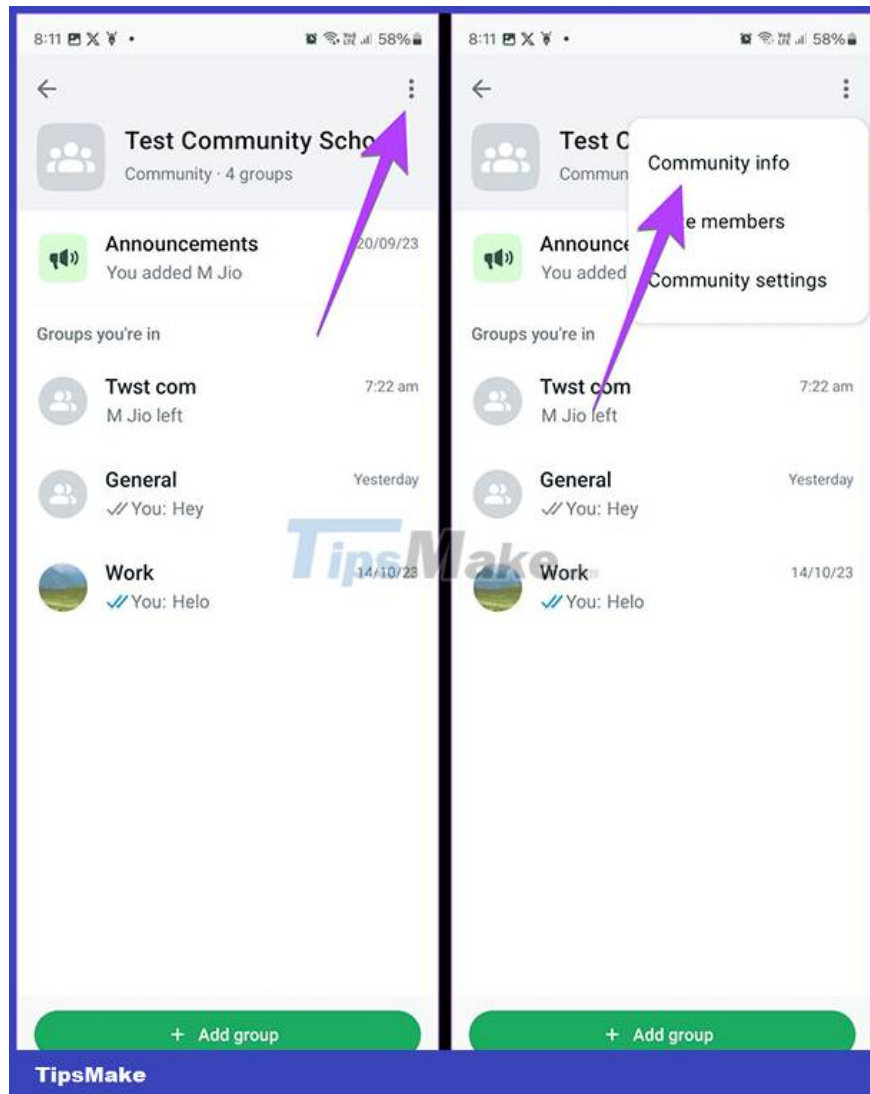 8:11
58%
Test Community Scho
Community · 4 groups
Announcements
20/09/23
You added M Jio
Groups you're in
Twst com
7:22 am
M Jio left
General
Yesterday
You: Hey
Work
14/10/23
You: Helo
+ Add group
8:11
58%
Test C
Commun
Community info
members
Community settings
Announce
You added
Groups you're in
Twst com
7:22 am
M Jio left
General
Yesterday
You: Hey
Work
14/10/23
You: Helo
+ Add group
TipsMake
TipsMake